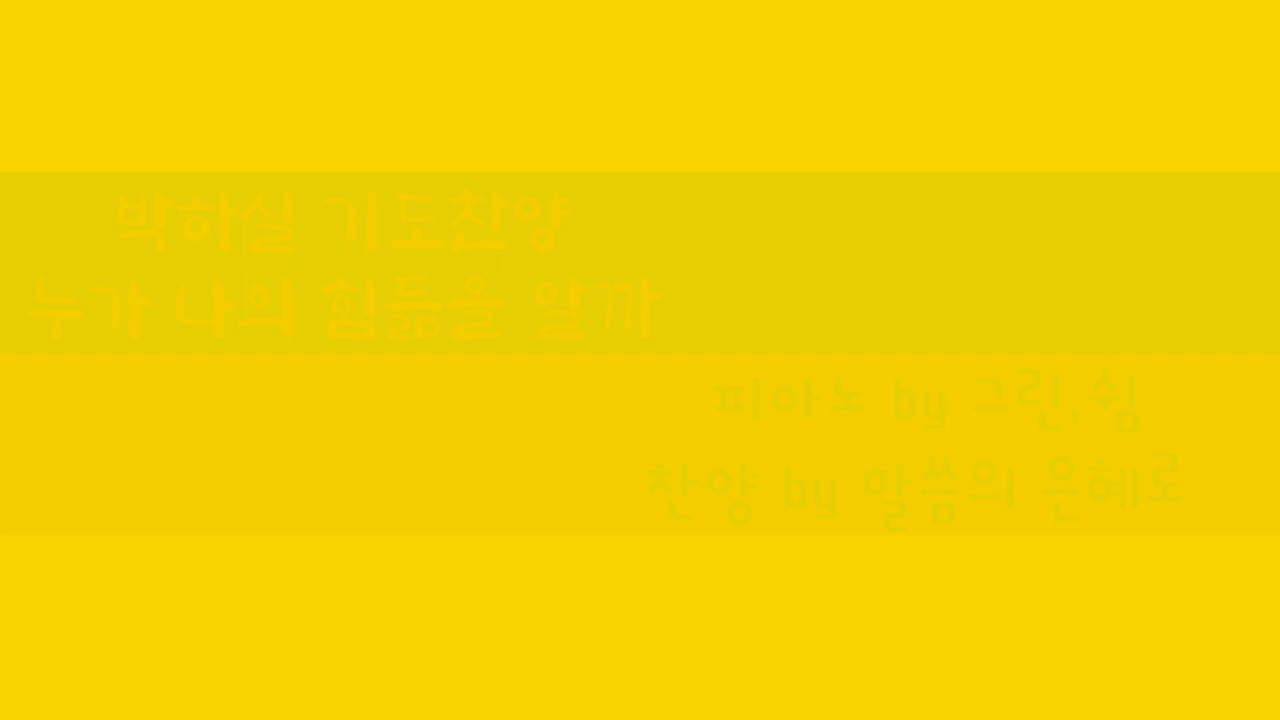 박하실 기도찬양
누가 나의 힘듦을 알까
피아노 by 그린,쉼
찬양 by 말씀의 은혜로